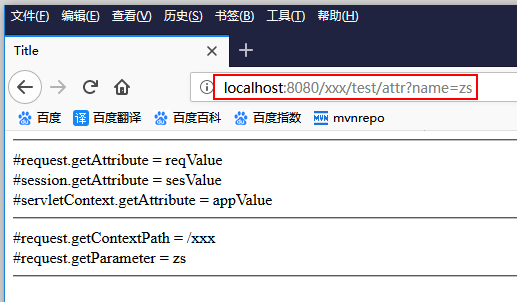 文件(F) 编辑(E) 查看(V) 历史(S) 书签(B) 工具(T) 帮助(H)
Title
localhost:8080/xxx/test/attr?name=zs
百度 译 百度翻译 百度百科 百度指数 MVN mvnrepo
#request.getAttribute = reqValue
#session.getAttribute = sesValue
#servletContext.getAttribute = appValue
#request.getContextPath = /xxx
#request.getParameter = zs